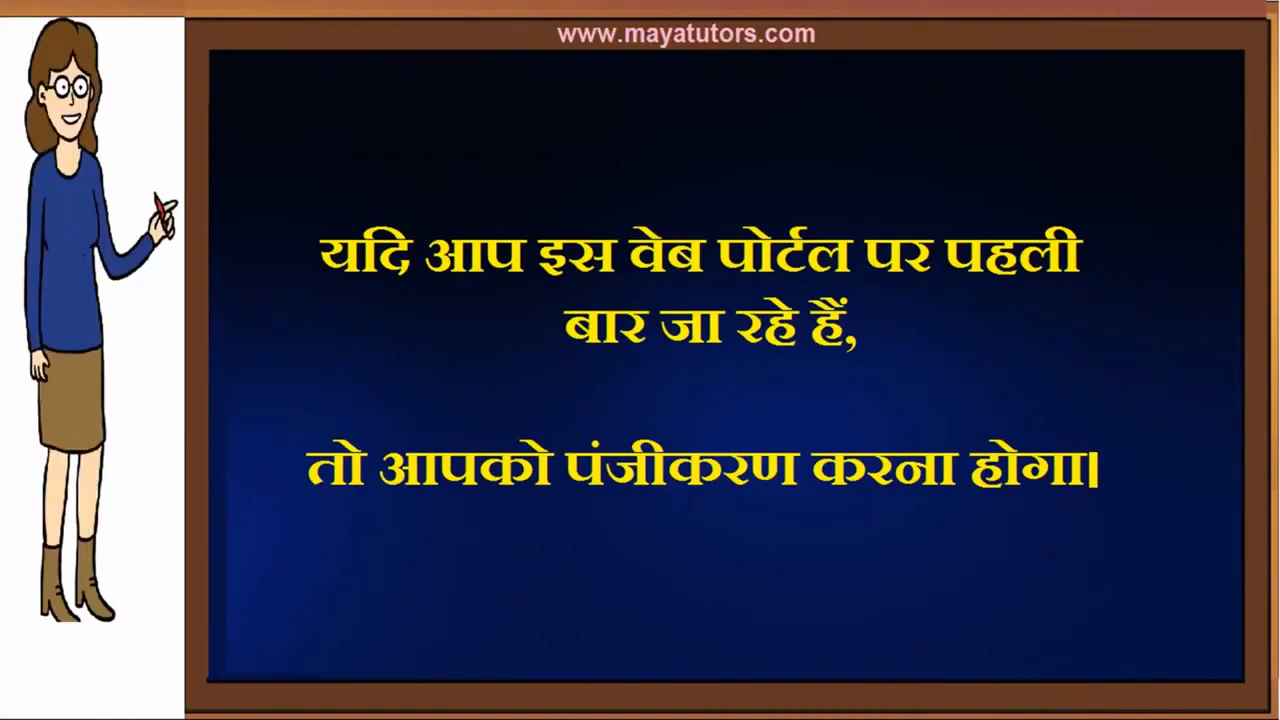 www.mayatutors.com
यदि आप इस वेब पोर्टल पर पहली
बार जा रहे हैं,
तो आपको पंजीकरण करना होगा।